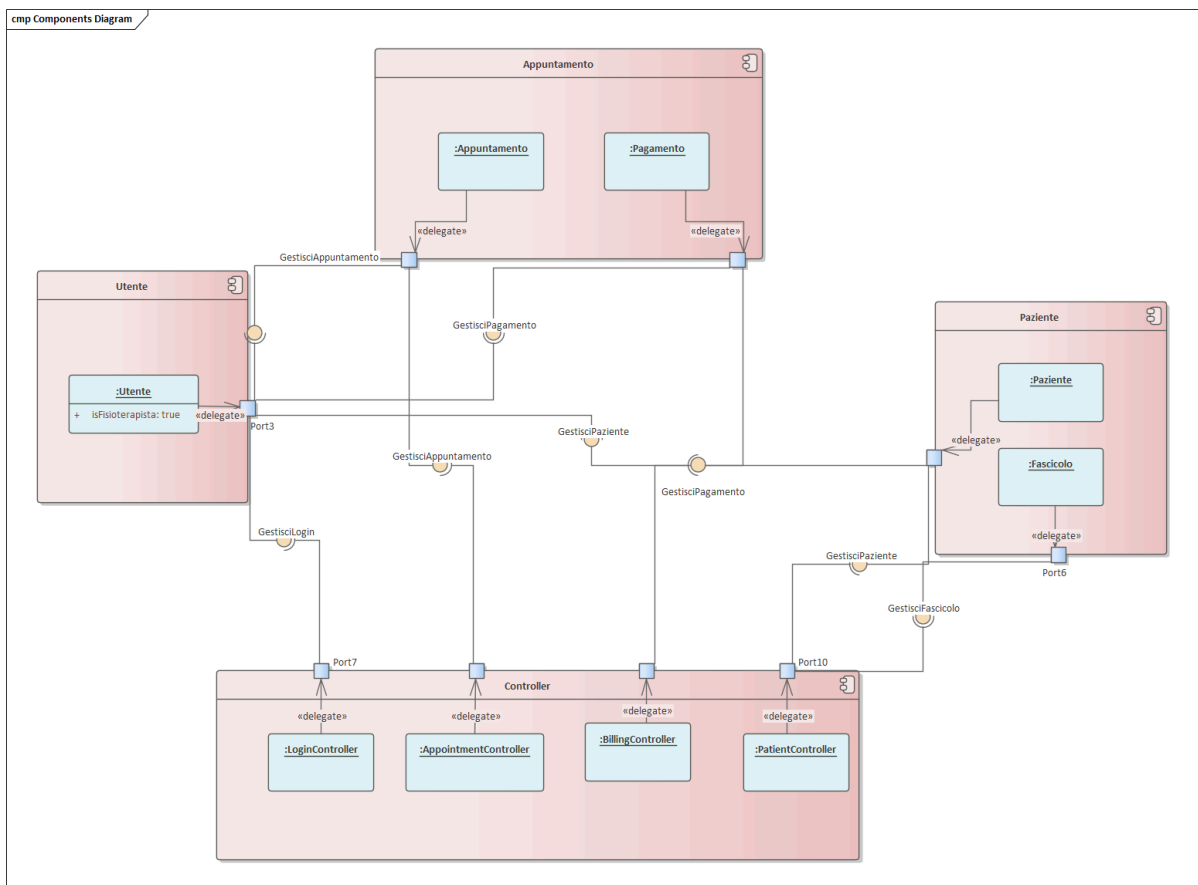 cmp Components Diagram
Appuntamento
:Appuntamento
:Pagamento
«delegate»
«delegate»
GestisciAppuntamento
Utente
GestisciPagamento
Paziente
:Utente
+ isFisioterapista: true
«delegate»
Port3
:Paziente
«delegate»
GestisciPaziente
GestisciAppuntamento
:Fascicolo
GestisciPagamento
GestisciLogin
«delegate»
GestisciPaziente
Port6
GestisciFascicolo
Port7
Port10
Controller
«delegate»
«delegate»
«delegate»
«delegate»
:LoginController
:AppointmentController
:BillingController
:PatientController